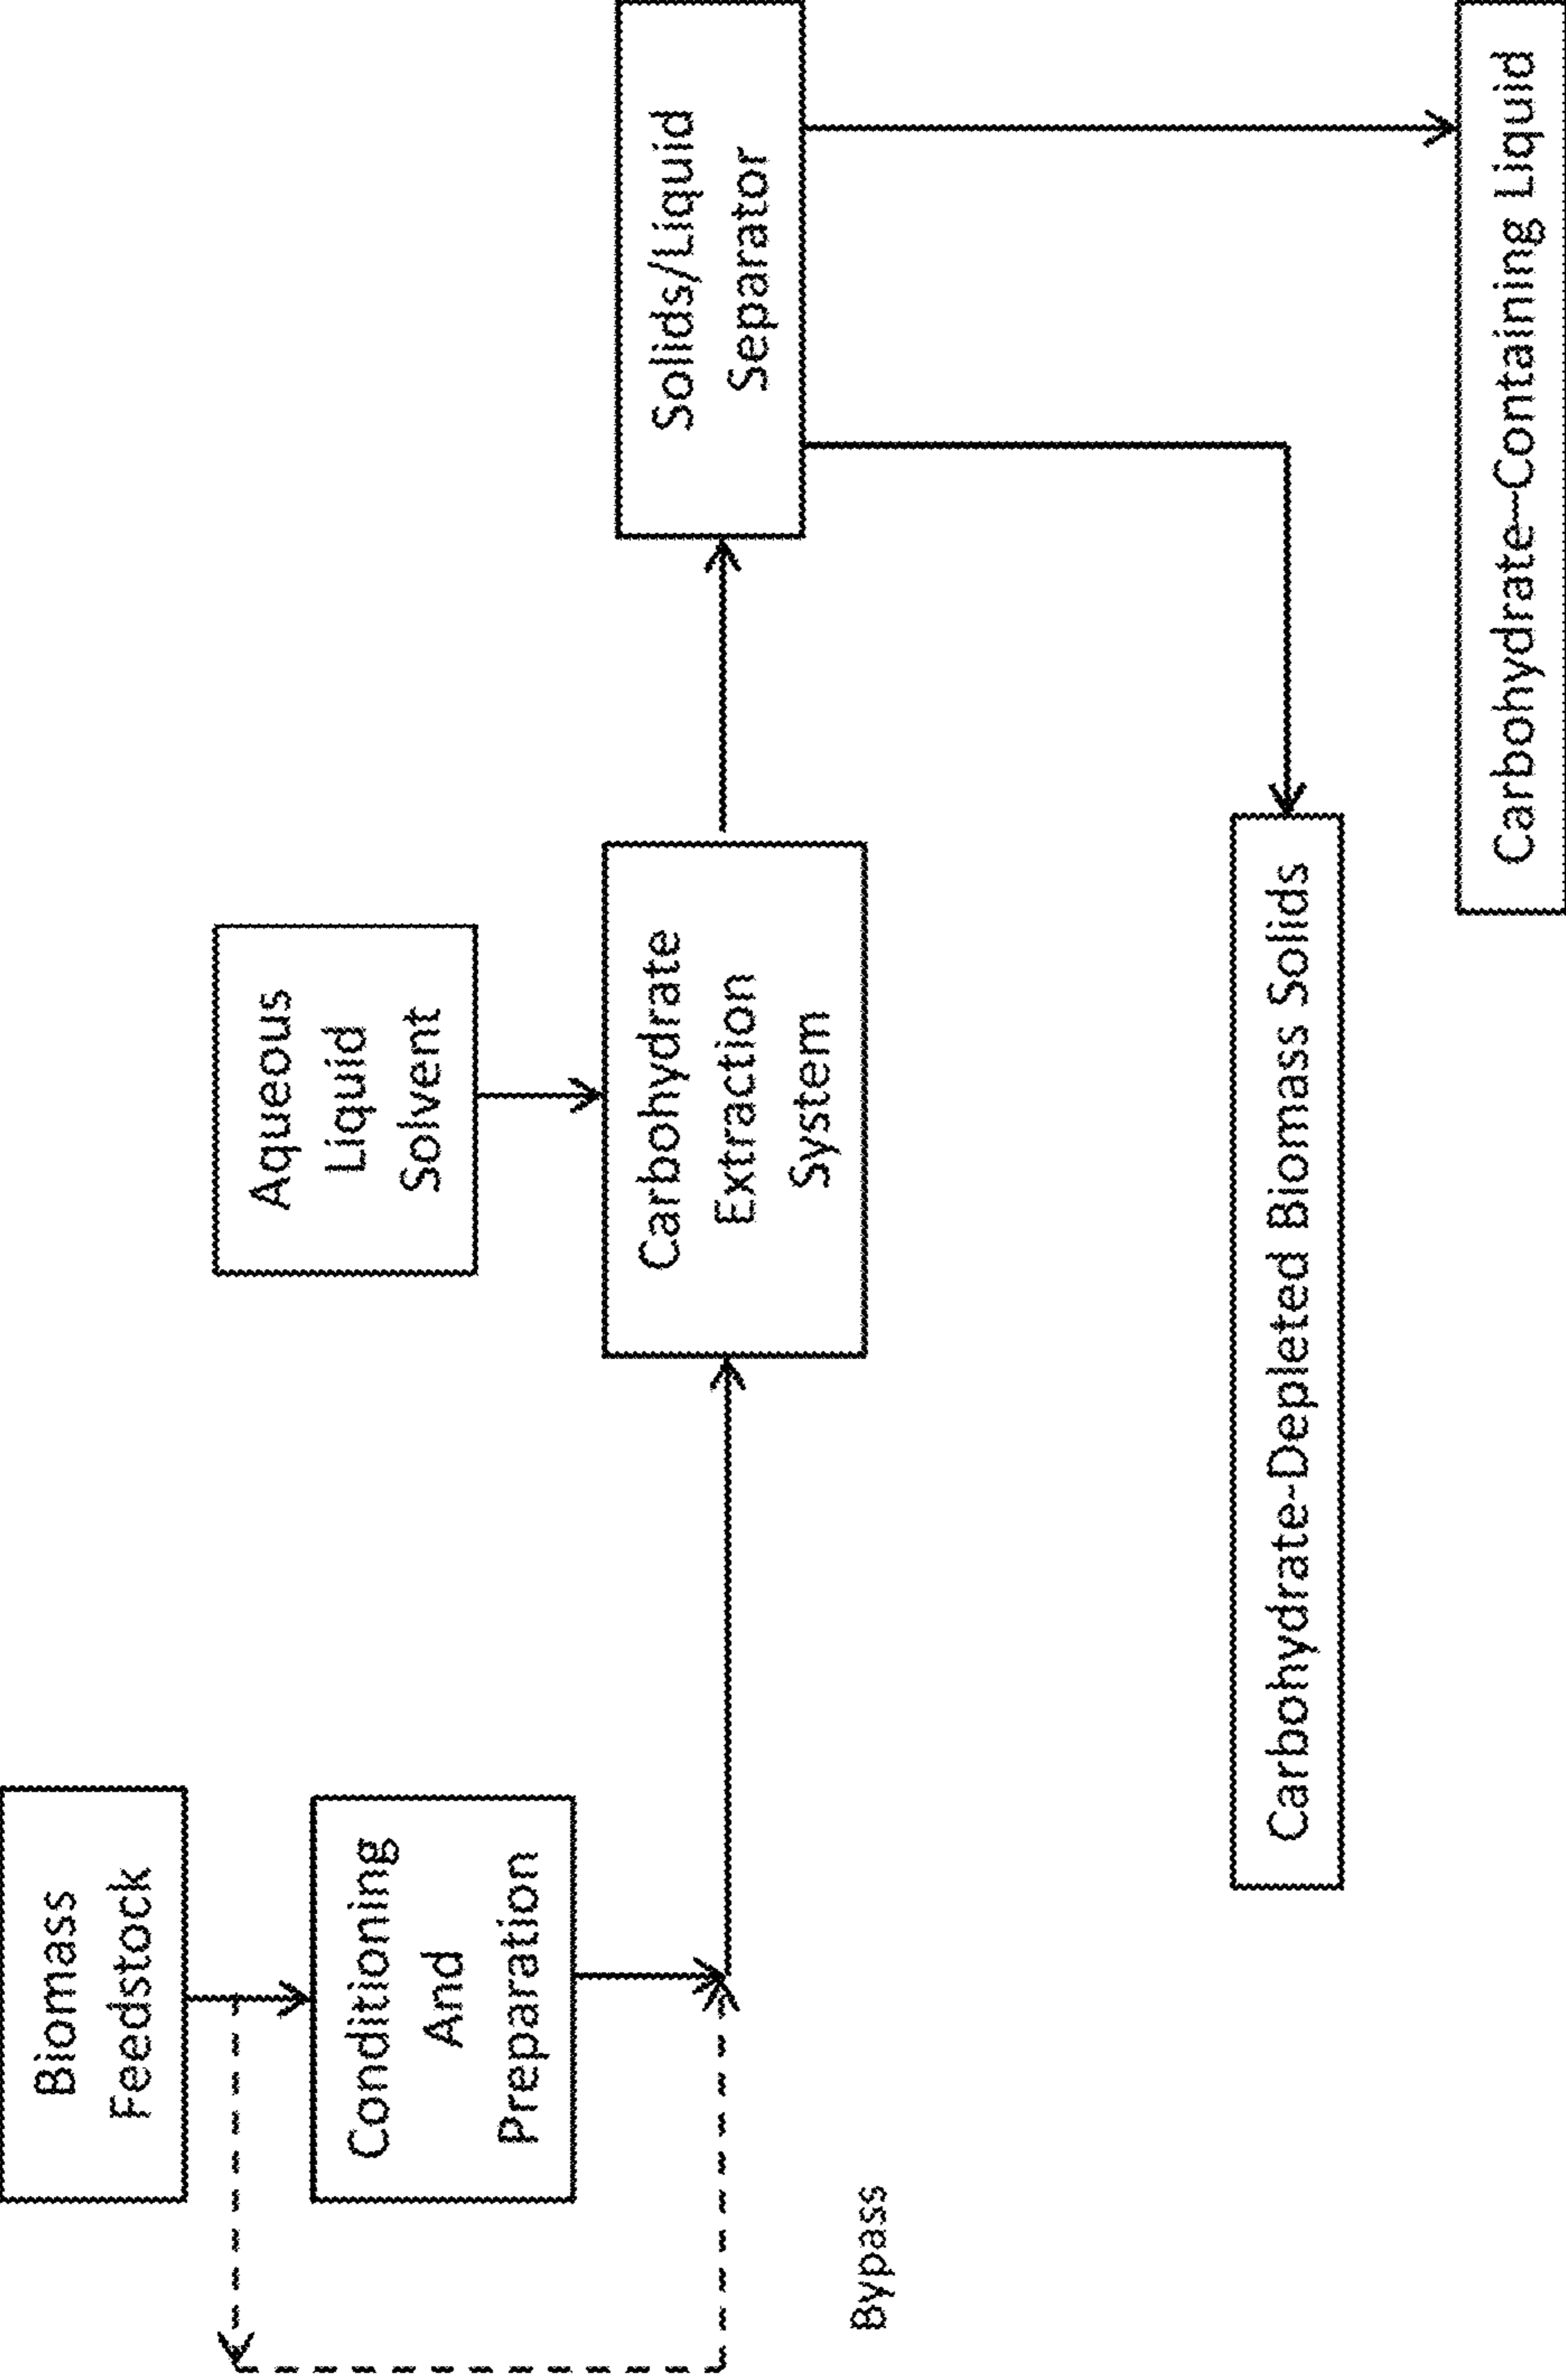 Biomass
Feedstock
Conditioning
And
Preparation
Bypass
Aqueous
Liquid
Solvent
Carbohydrate
Extraction
System
Solids/Liquid
Separator
Carbohydrate-Depleted Biomass Solids
Carbohydrate–Containing Liquid